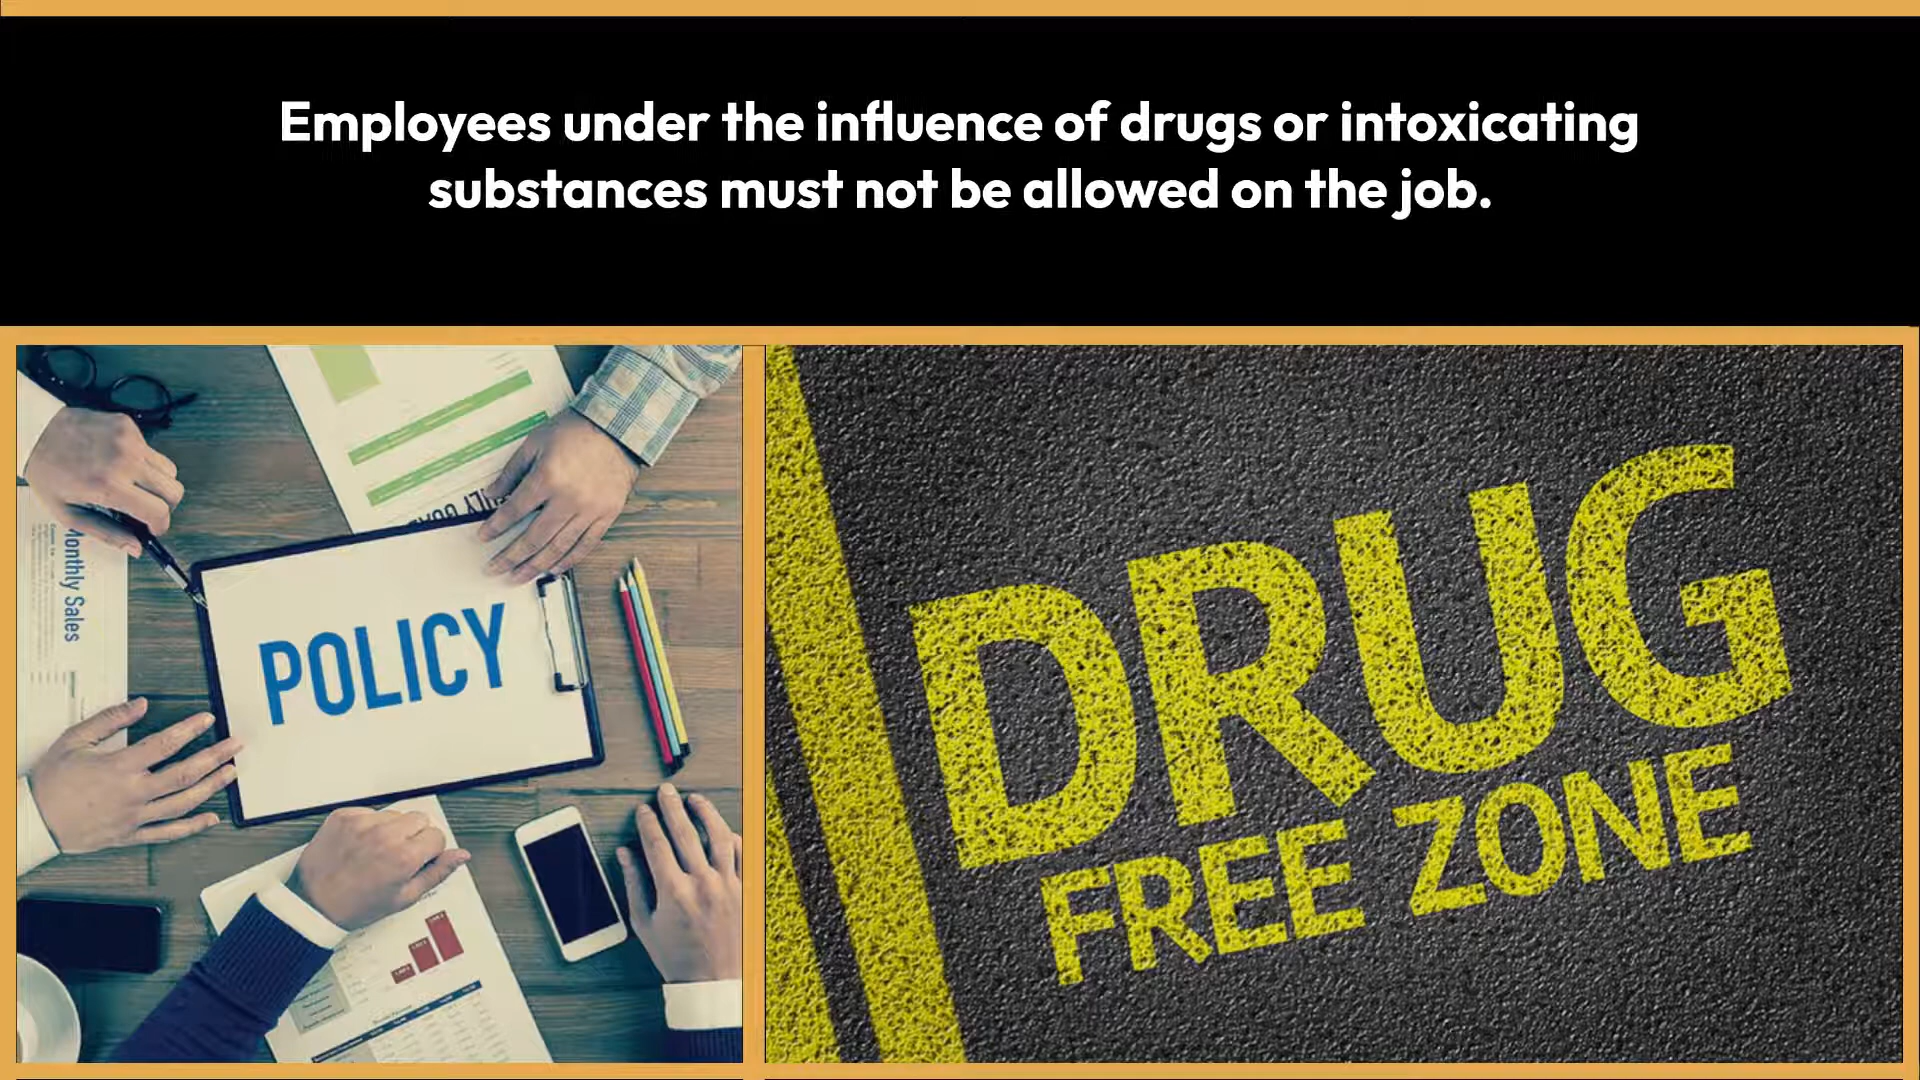 Employees under the influence of drugs or intoxicating
substances must not be allowed on the job.
Monthly Sales
POLICY
DRUG
FREE ZONE